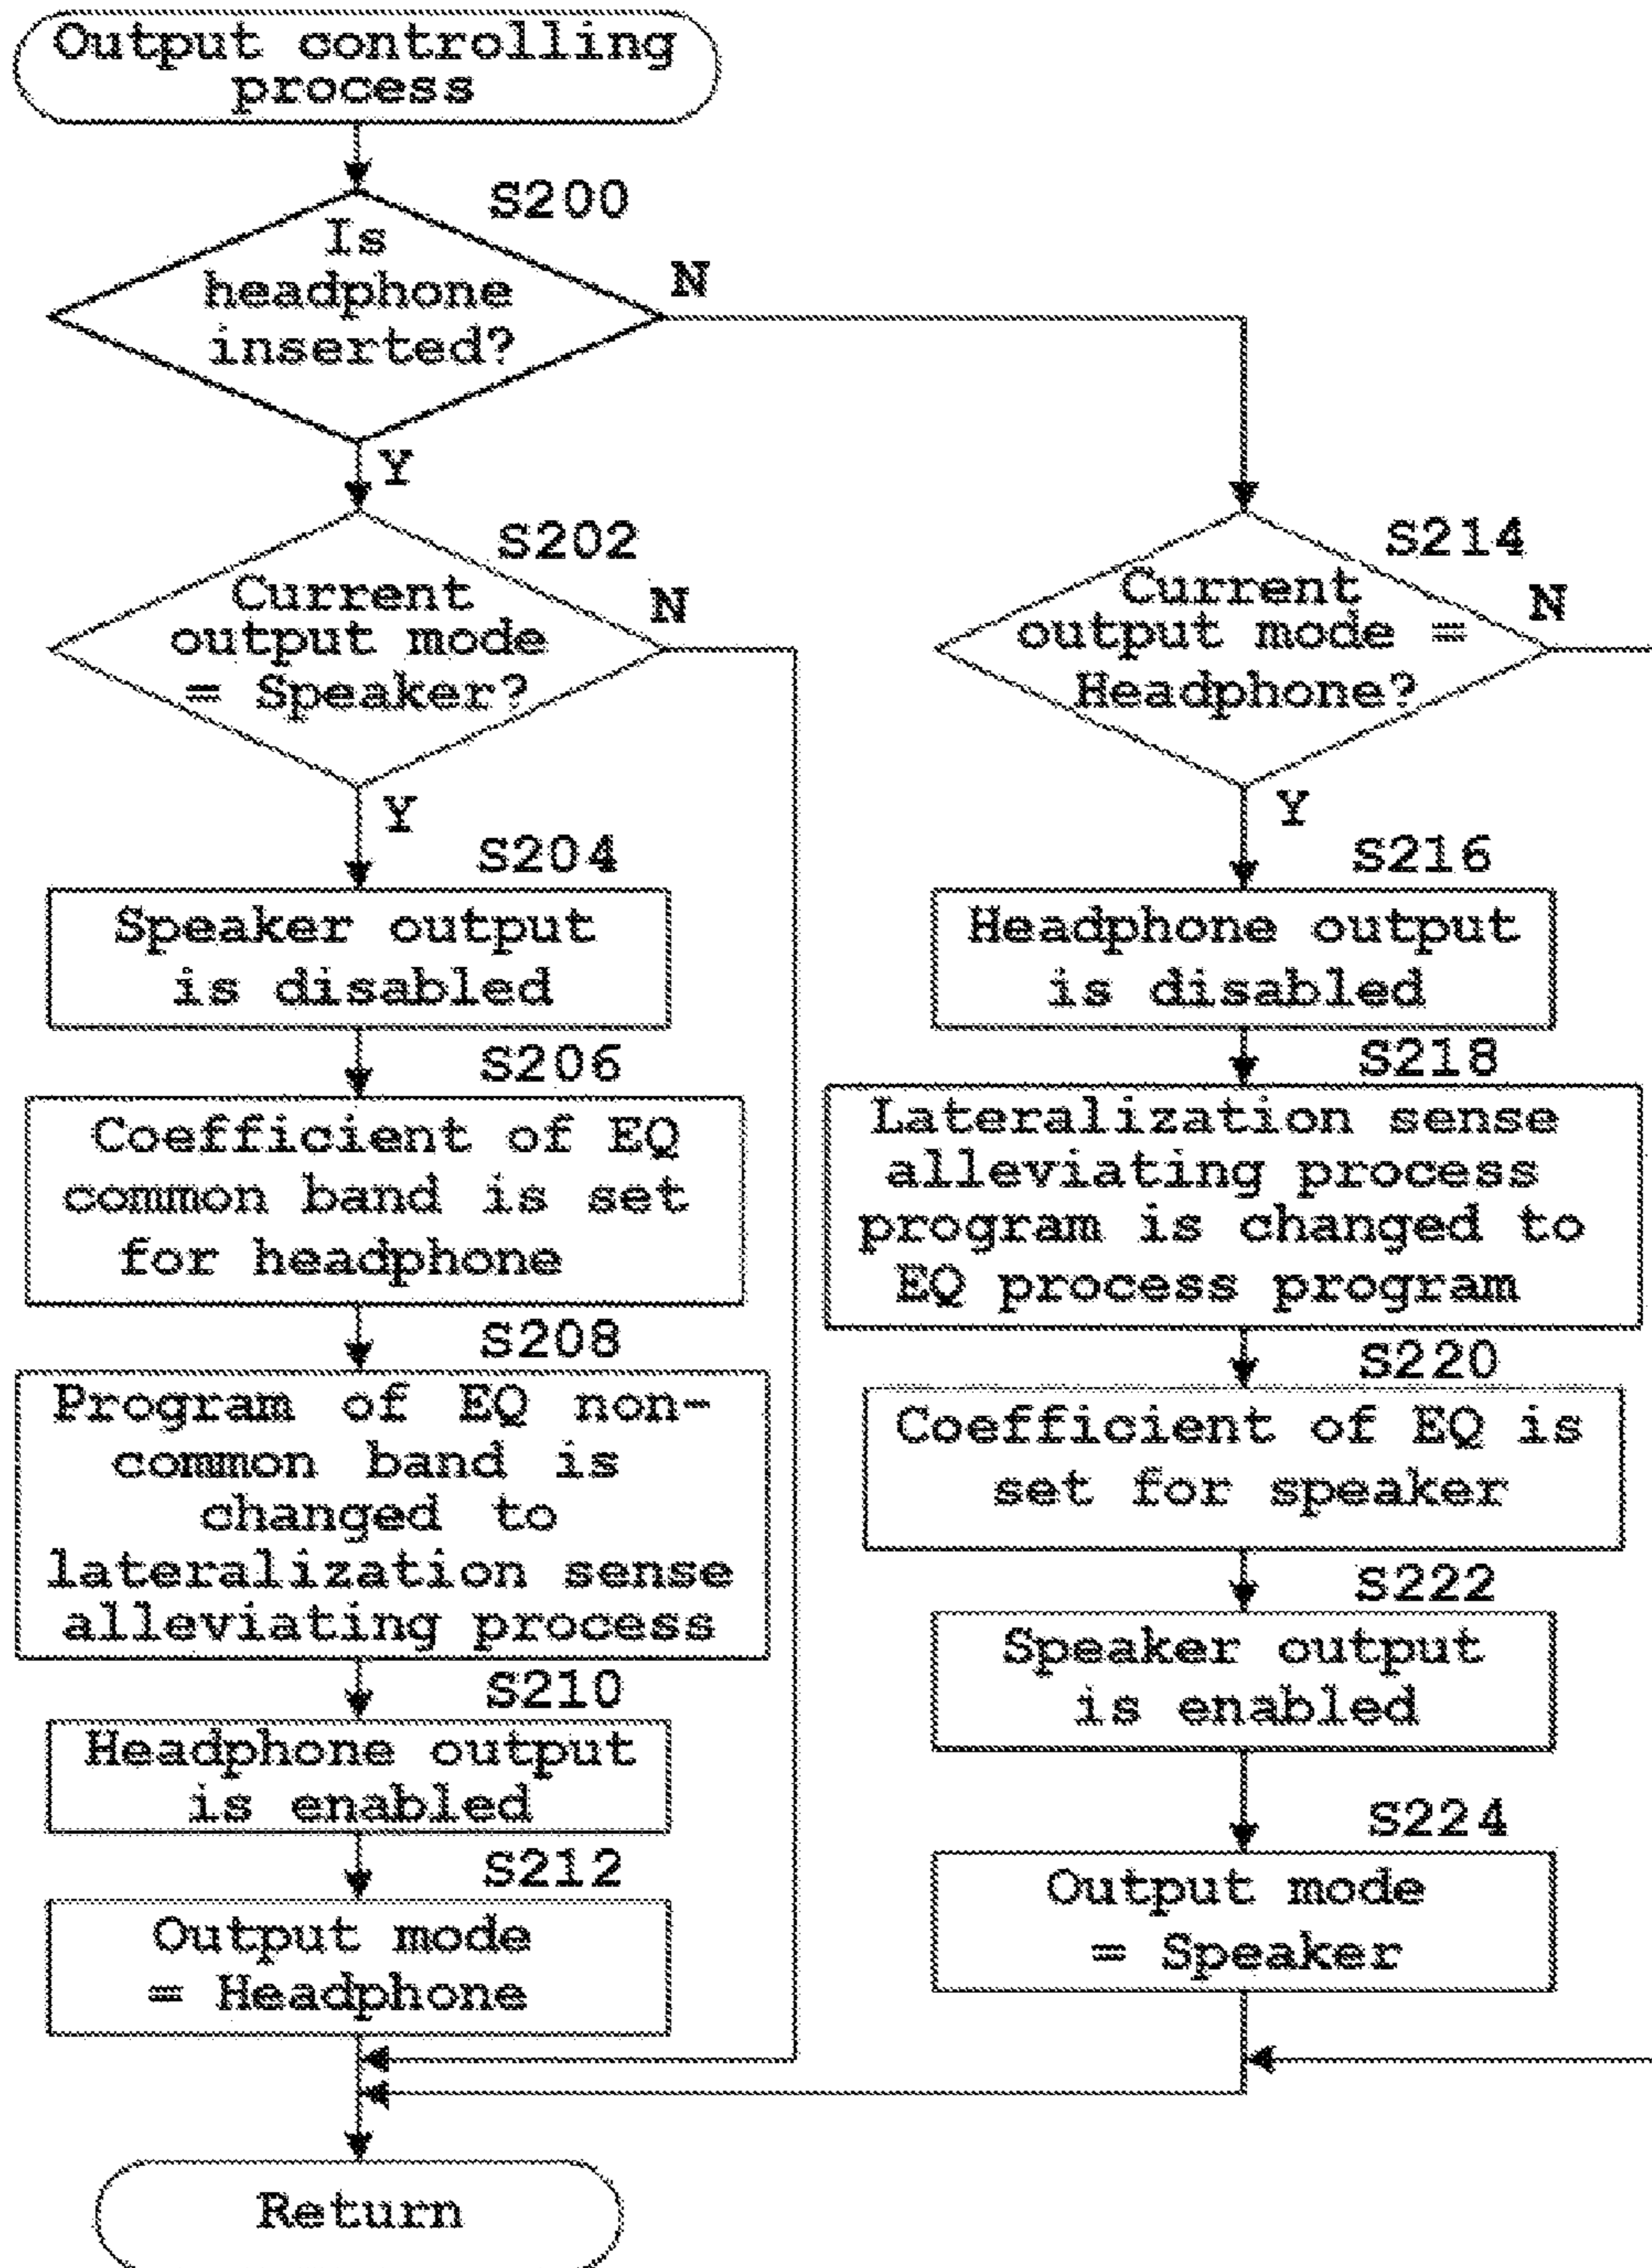 Output controlling
process
S200
Is
headphone
inserted?
N
Y
S202
Current
output mode
= Speaker?
N
Y
S204
Speaker output
is disabled
S206
Coefficient of EQ
common band is set
for headphone
S208
Program of EQ non-
common band is
changed to
lateralization sense
alleviating process
S210
Headphone output
is enabled
S212
Output mode
= Headphone
S214
Current
output mode =
Headphone?
N
Y
S216
Headphone output
is disabled
S218
Lateralization sense
alleviating process
program is changed to
EQ process program
S220
Coefficient of EQ is
set for speaker
S222
Speaker output
is enabled
S224
Output mode
= Speaker
Return